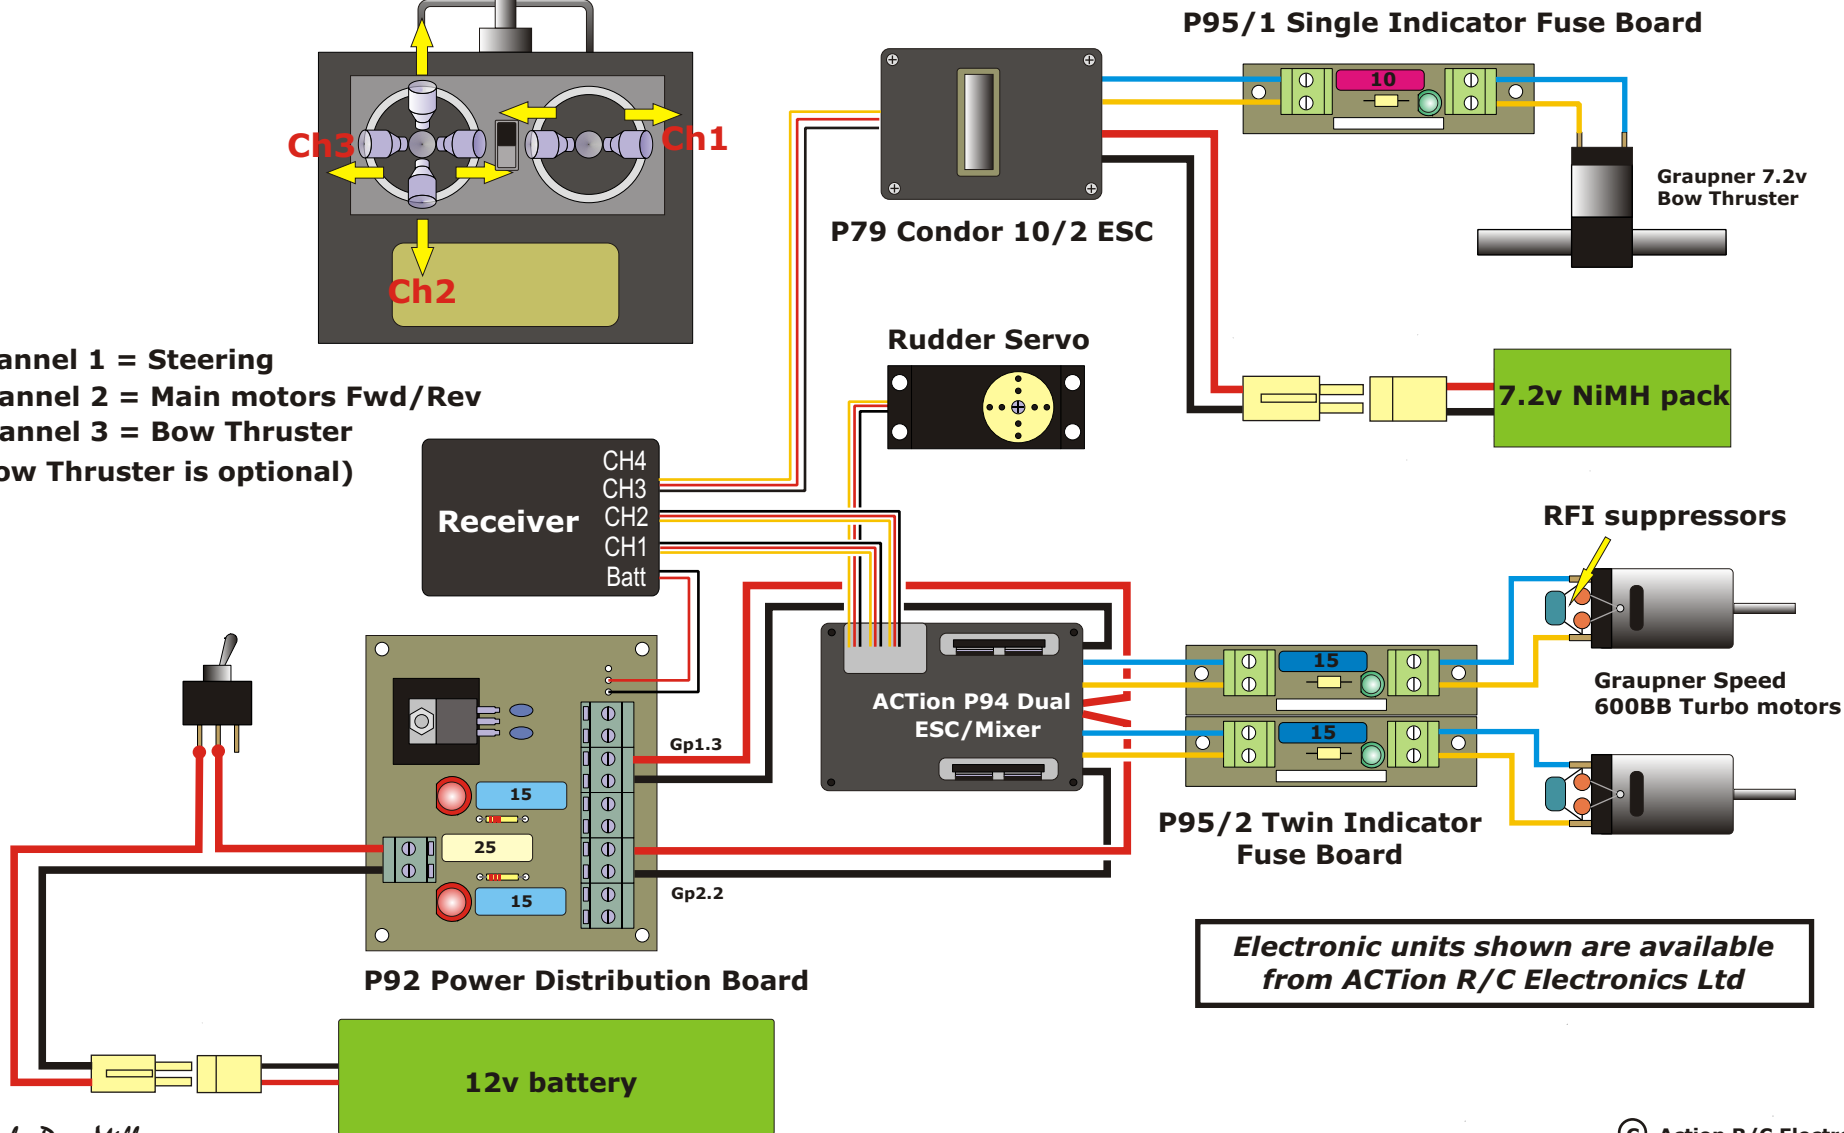 P95/1 Single Indicator Fuse Board
10
Ch3
Ch1
Ch2
Graupner 7.2v
Bow Thruster
P79 Condor 10/2 ESC
Rudder Servo
7.2v NiMH pack
annel 1 = Steering
annel 2 = Main motors Fwd/Rev
annel 3 = Bow Thruster
ow Thruster is optional)
Receiver
CH4
CH3
CH2
CH1
Batt
RFI suppressors
ACTion P94 Dual
ESC/Mixer
15
15
Graupner Speed
600BB Turbo motors
Gp1.3
15
25
15
Gp2.2
P95/2 Twin Indicator
Fuse Board
P92 Power Distribution Board
Electronic units shown are available
from ACTion R/C Electronics Ltd
12v battery
© Action R/C Electr